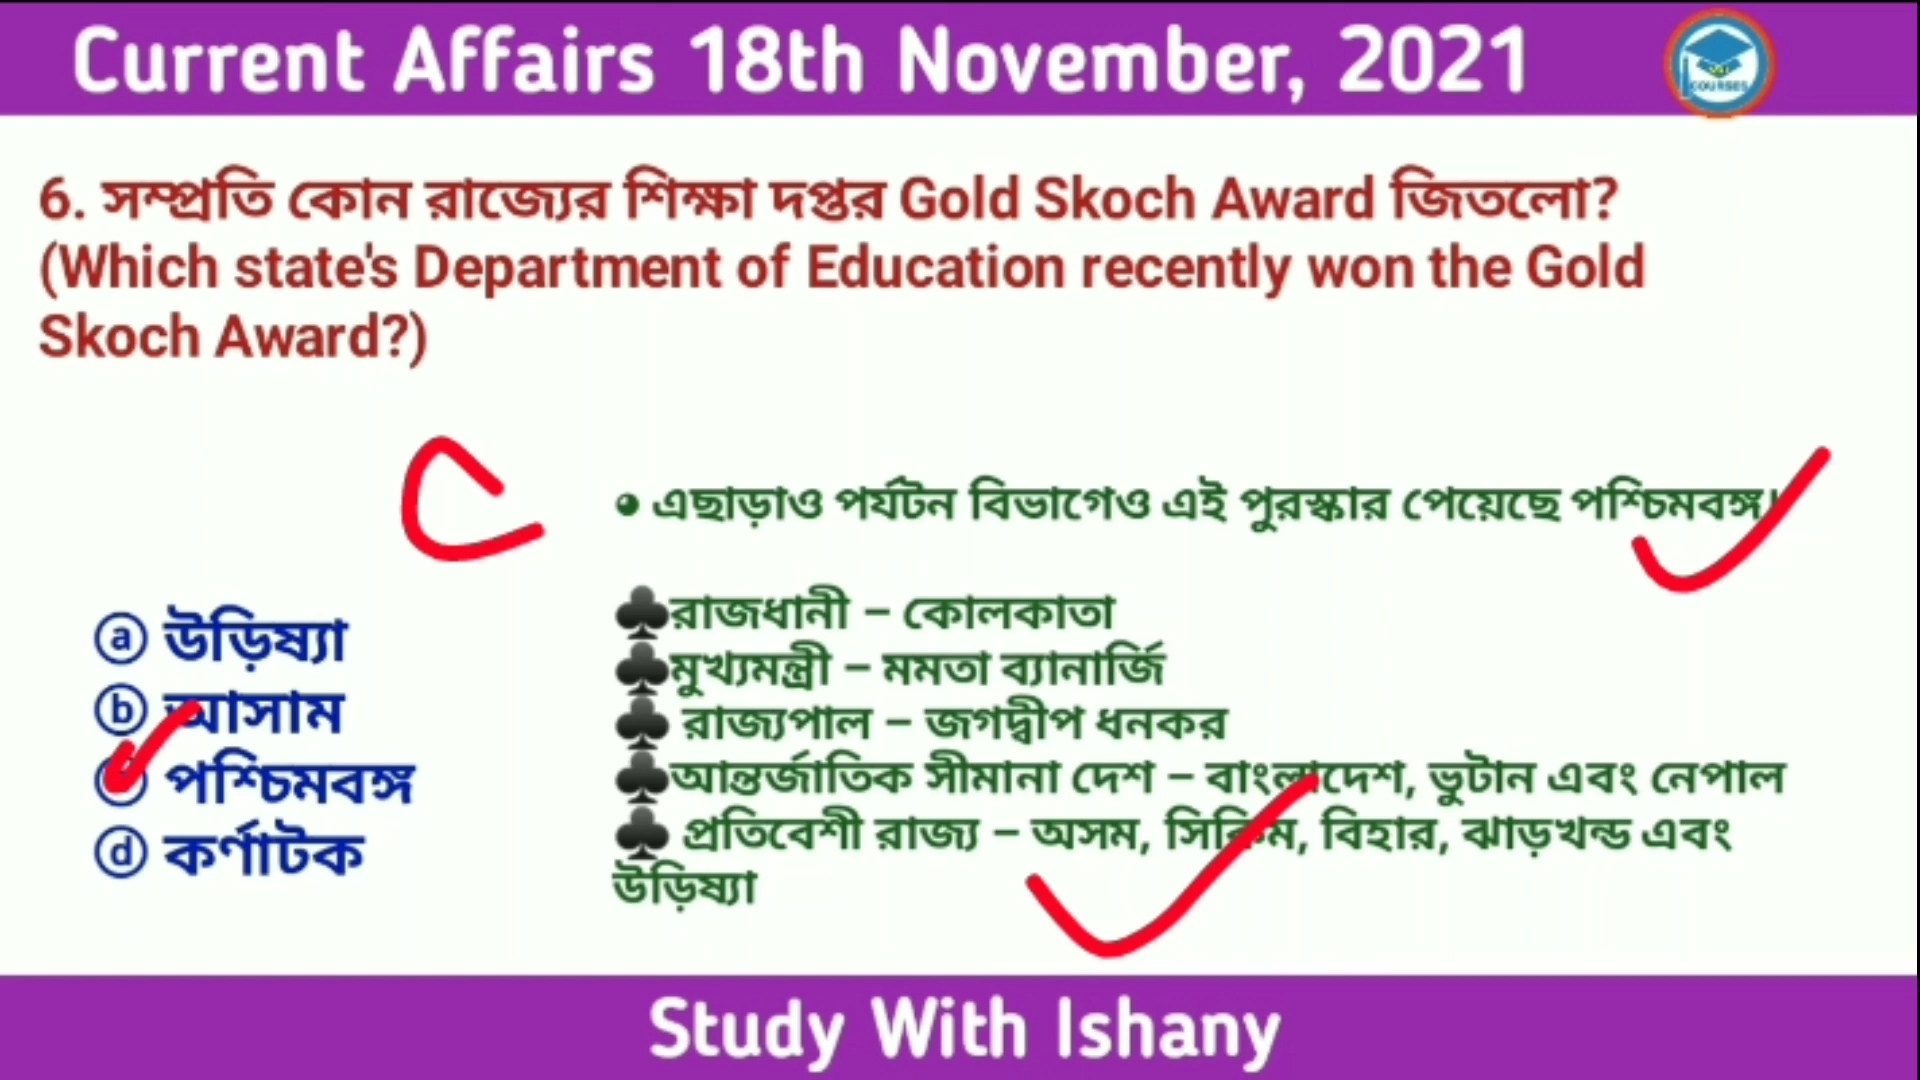 Current Affairs 18th November, 2021
COURSES
6. সম্প্রতি কোন রাজ্যের শিক্ষা দপ্তর Gold Skoch Award জিতলো?
(Which state's Department of Education recently won the Gold
Skoch Award?)
• এছাড়াও পর্যটন বিভাগেও এই পুরস্কার পেয়েছে পশ্চিমবঙ্গ।
ⓐ উড়িষ্যা
ⓑ আসাম
পশ্চিমবঙ্গ
ⓓ কর্ণাটক
♣রাজধানী – কোলকাতা
♣মুখ্যমন্ত্রী – মমতা ব্যানার্জি
♣ রাজ্যপাল – জগদ্বীপ ধনকর
♣আন্তর্জাতিক সীমানা দেশ – বাংলাদেশ, ভুটান এবং নেপাল
♣ প্রতিবেশী রাজ্য – অসম, সিকিম, বিহার, ঝাড়খন্ড এবং
উড়িষ্যা
Study With Ishany